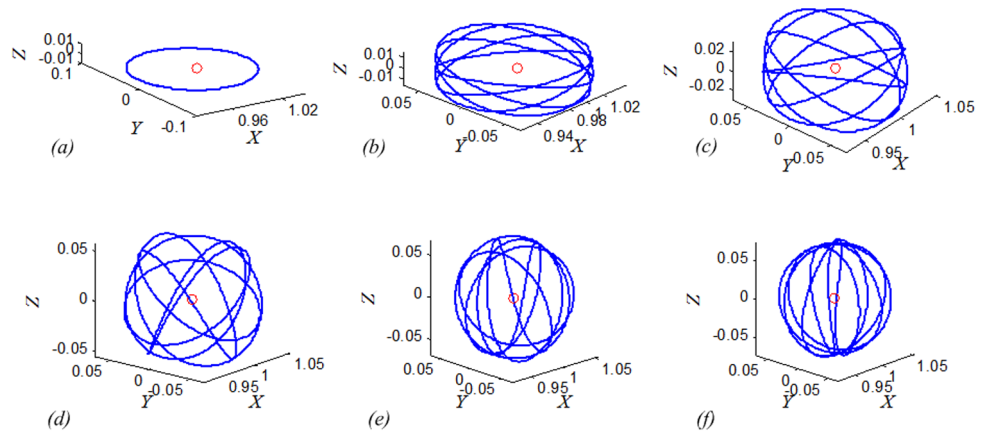 Z 0.01 0 -0.01 0.1 0 -0.1 Y 0.96 1.02 X
(a)
Z 0.01 0 -0.01 0.05 0 -0.05 Y 0.94 0.98 1 1.02 X
(b)
Z 0.02 0 -0.02 0.05 0 -0.05 Y 0.95 1 1.05 X
(c)
Z 0.05 0 -0.05 0.05 0 -0.05 Y 0.95 1 1.05 X
(d)
Z 0.05 0 -0.05 0.05 0 -0.05 Y 0.95 1 1.05 X
(e)
Z 0.05 0 -0.05 0.05 0 -0.05 Y 0.95 1 1.05 X
(f)